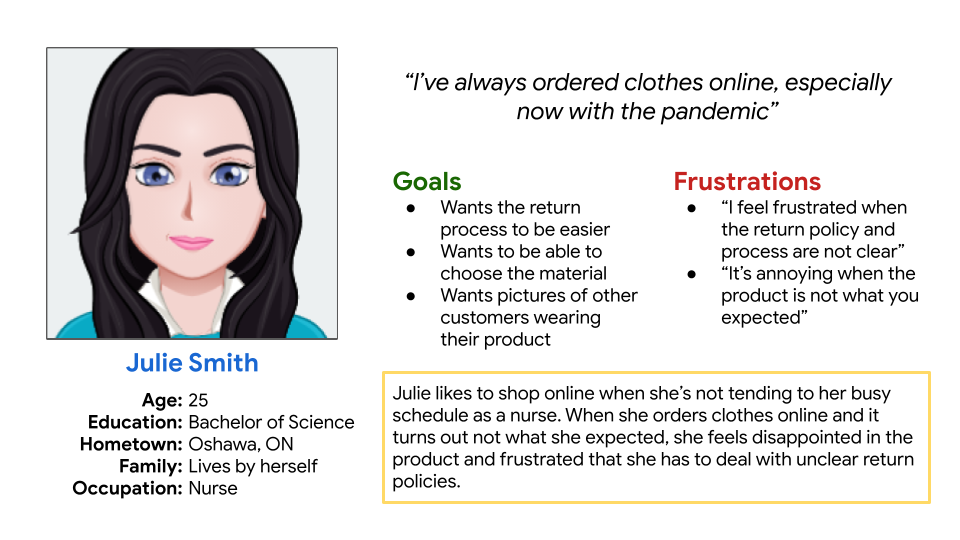 “I’ve always ordered clothes online, especially
now with the pandemic”
Goals
● Wants the return
process to be easier
● Wants to be able to
choose the material
● Wants pictures of other
customers wearing
their product
Frustrations
● “I feel frustrated when
the return policy and
process are not clear”
● “It’s annoying when the
product is not what you
expected”
Julie Smith
Age: 25
Education: Bachelor of Science
Hometown: Oshawa, ON
Family: Lives by herself
Occupation: Nurse
Julie likes to shop online when she’s not tending to her busy
schedule as a nurse. When she orders clothes online and it
turns out not what she expected, she feels disappointed in the
product and frustrated that she has to deal with unclear return
policies.